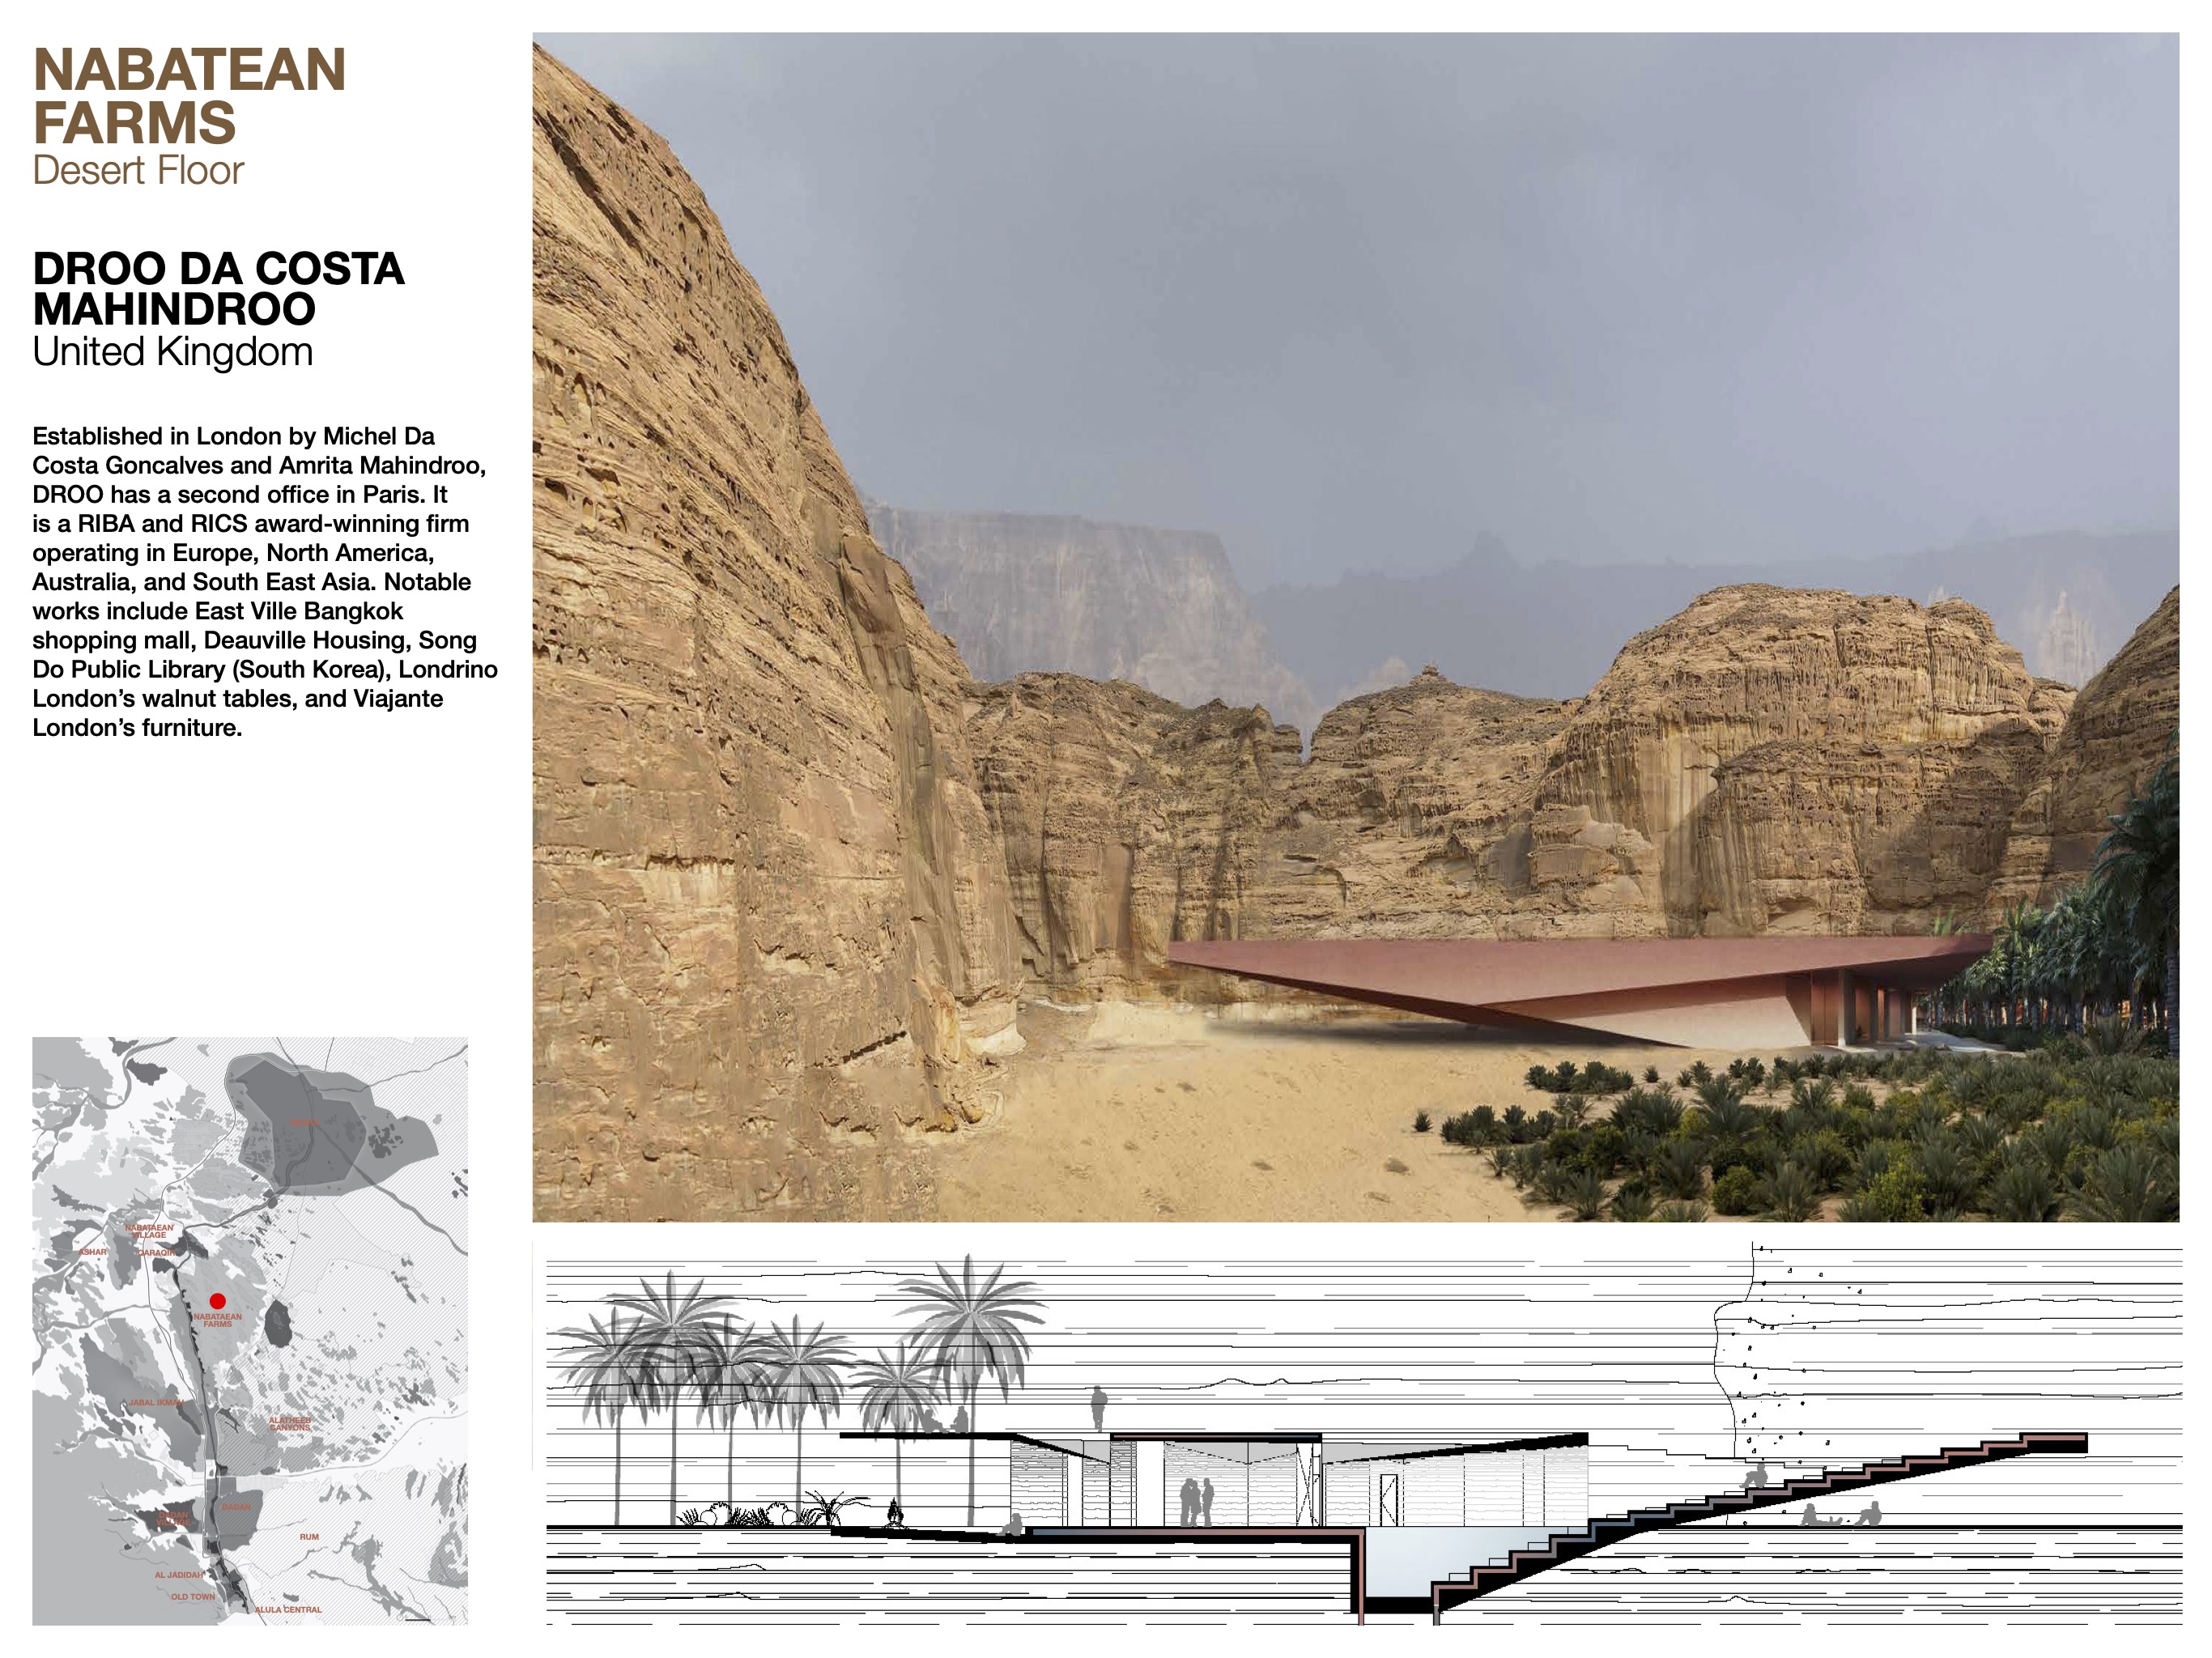 NABATEAN
FARMS
Desert Floor
DROO DA COSTA
MAHINDROO
United Kingdom
Established in London by Michel Da
Costa Goncalves and Amrita Mahindroo,
DROO has a second office in Paris. It
is a RIBA and RICS award-winning firm
operating in Europe, North America,
Australia, and South East Asia. Notable
works include East Ville Bangkok
shopping mall, Deauville Housing, Song
Do Public Library (South Korea), Londrino
London’s walnut tables, and Viajante
London’s furniture.
NABATAEAN
VILLAGE
ASHAR
QARAQIR
NABATAEAN
FARMS
JABAL IKMAH
ALATHEEB
CANYONS
DADAN
RUM
AL JADIDAH
OLD TOWN
ALULA CENTRAL